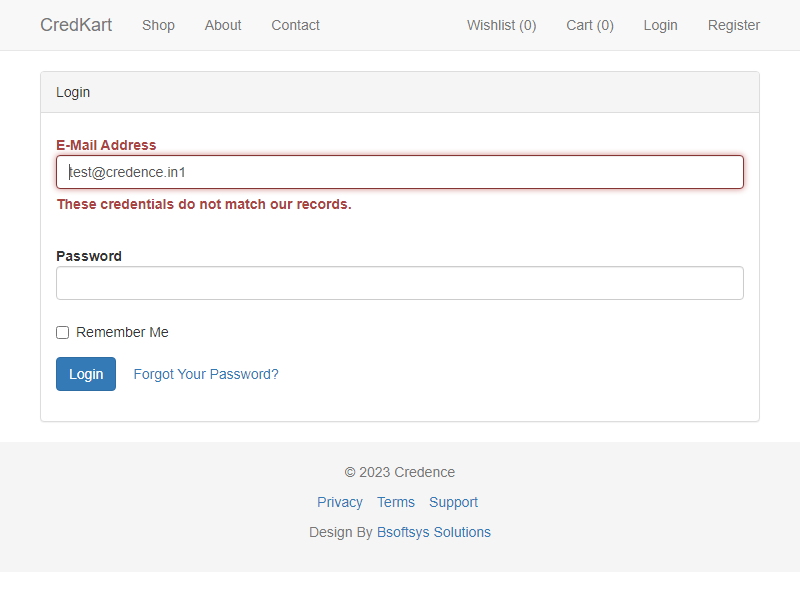 CredKart Shop About Contact Wishlist (0) Cart (0) Login Register
Login
E-Mail Address
test@credence.in1
These credentials do not match our records.
Password
Remember Me
Login Forgot Your Password?
© 2023 Credence
Privacy Terms Support
Design By Bsoftsys Solutions